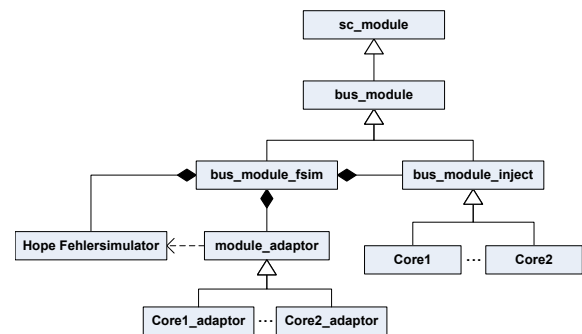 sc_module
bus_module
bus_module_fsim
bus_module_inject
Hope Fehlersimulator
module_adaptor
Core1
...
Core2
Core1_adaptor
...
Core2_adaptor